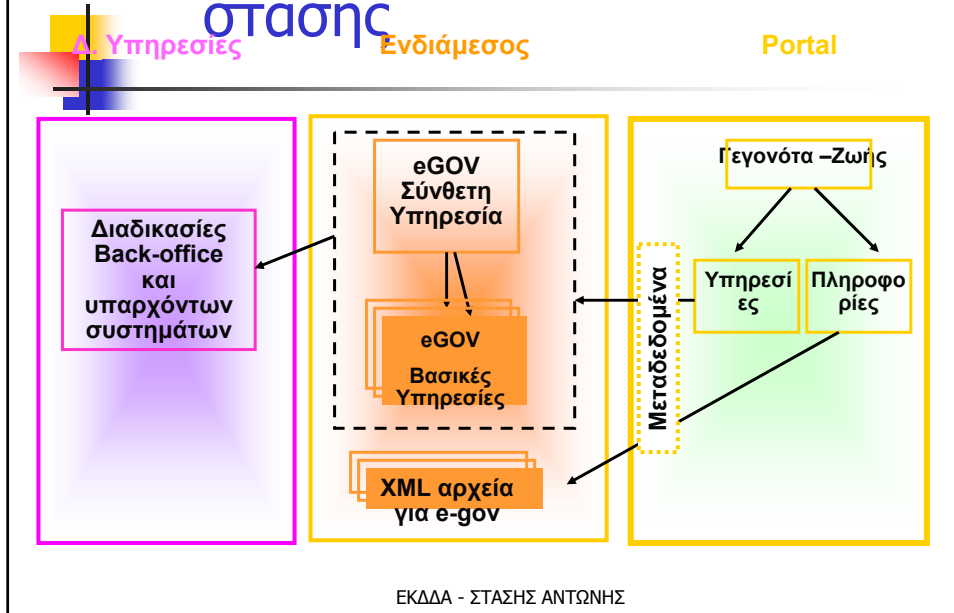 στασης
Δ. Υπηρεσίες
Ενδιάμεσος
Portal
Διαδικασίες
Back-office
και
υπαρχόντων
συστημάτων
eGOV
Σύνθετη
Υπηρεσία
eGOV
Βασικές
Υπηρεσίες
XML αρχεία
για e-gov
Μεταδεδομένα
Γεγονότα –Ζωής
Υπηρεσί
ες
Πληροφο
ρίες
ΕΚΔΔΑ - ΣΤΑΣΗΣ ΑΝΤΩΝΗΣ